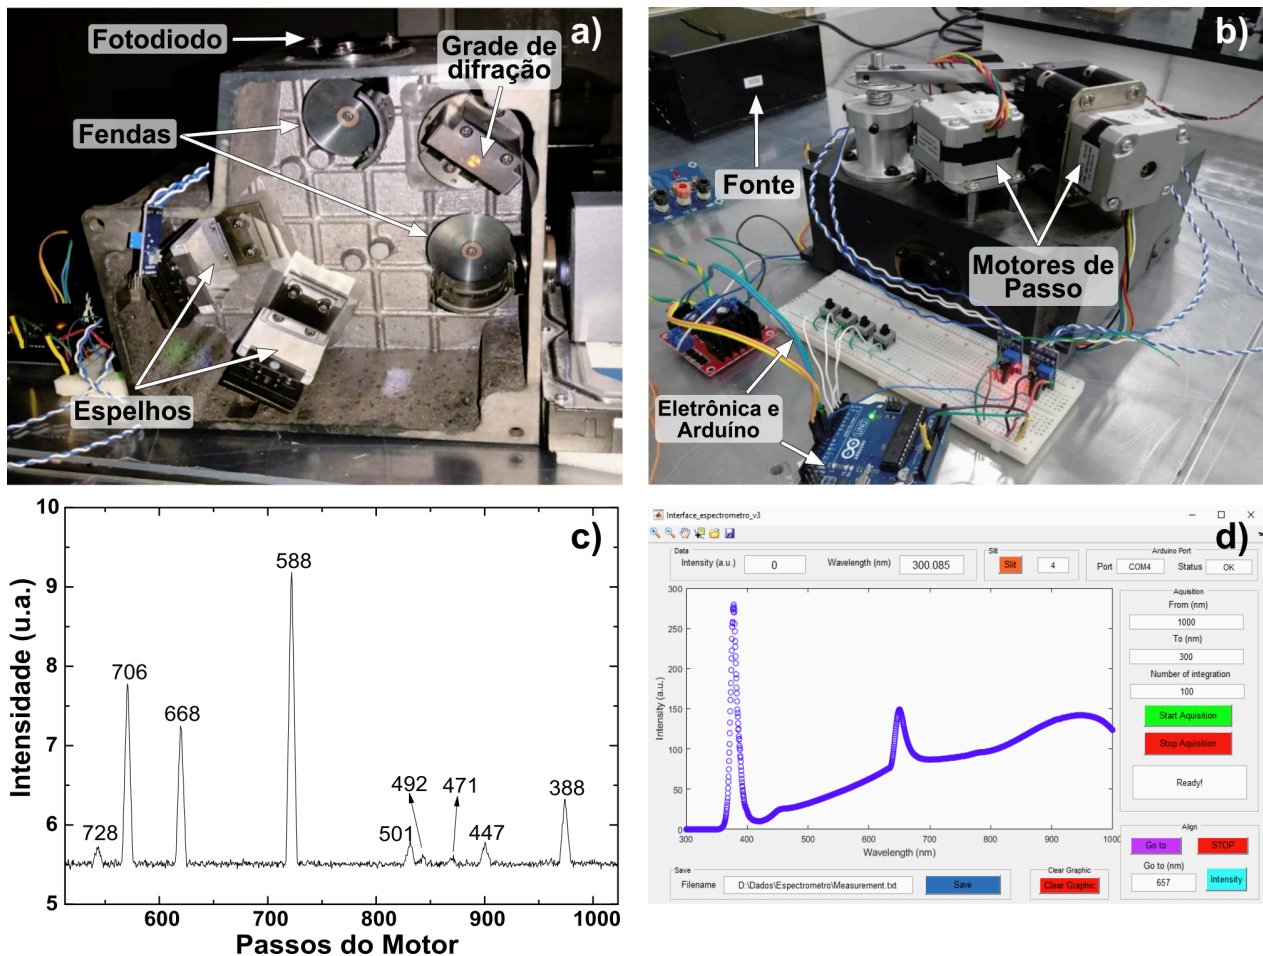 a)
Fotodiodo
Grade de
difração
Fendas
Espelhos
b)
Fonte
Motores de
Passo
Eletrônica e
Arduíno
ARDUINO
UNO
c)
Intensidade (u.a.)
10
9
8
7
6
5
728
706
668
588
501
492
471
447
388
600
700
800
900
1000
Passos do Motor
Interface_espectrometro_v3
d)
Data
Intensity (a.u.)
0
Wavelength (nm)
300.085
Slit
Slit
4
Arduino Port
Port
COM4
Status
OK
Intensity (a.u.)
300
250
200
150
100
50
0
300
400
500
600
700
800
900
1000
Wavelength (nm)
Aquisition
From (nm)
1000
To (nm)
300
Number of integration
100
Start Aquisition
Stop Aquisition
Ready!
Align
Go to
STOP
Go to (nm)
657
Intensity
Save
Filename
D:\Dados\Espectrometro\Measurement.txt
Save
Clear Graphic
Clear Graphic